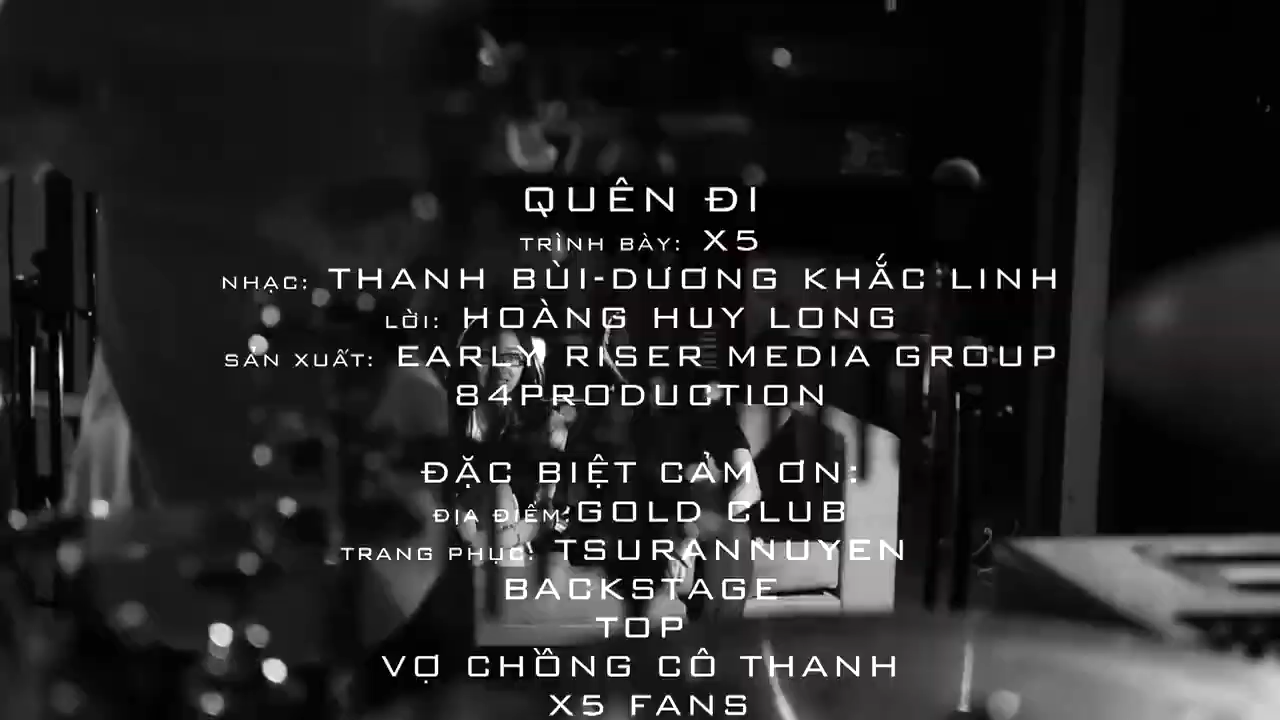 QUÊN ĐI
TRÌNH BÀY: X5
NHẠC: THANH BÙI-DƯƠNG KHẮC LINH
LỜI: HOÀNG HUY LONG
SẢN XUẤT: EARLY RISER MEDIA GROUP
84PRODUCTION
ĐẶC BIỆT CẢM ƠN:
ĐỊA ĐIỂM:GOLD CLUB
TRANG PHỤC: TSURANNUYEN
BACKSTAGE
TOP
VỢ CHỒNG CÔ THANH
X5 FANS